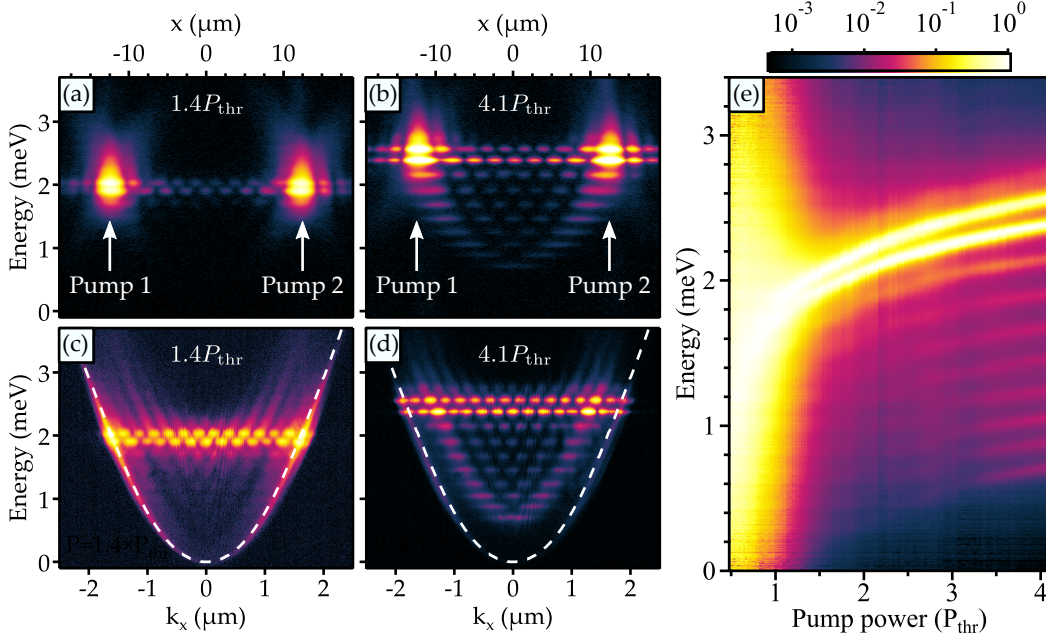 x (μm)
x (μm)
-10 0 10
-10 0 10
10⁻³ 10⁻² 10⁻¹ 10⁰
(a) 1.4P_thr
(b) 4.1P_thr
(e)
Energy (meV)
3
2
1
0
Pump 1
Pump 2
Pump 1
Pump 2
(c) 1.4P_thr
(d) 4.1P_thr
Energy (meV)
3
2
1
0
P=1.4×P_thr
-2 -1 0 1 2
-2 -1 0 1 2
k_x (μm)
k_x (μm)
Energy (meV)
3
2
1
0
1 2 3 4
Pump power (P_thr)